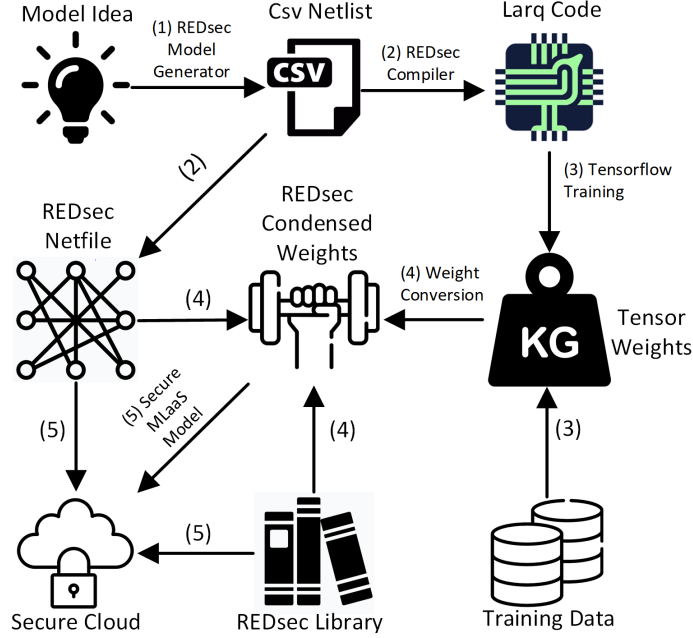 Model Idea
(1) REDsec
Model
Generator
Csv Netlist
CSV
(2) REDsec
Compiler
Larq Code
(2)
(3) Tensorflow
Training
REDsec
Netfile
REDsec
Condensed
Weights
(4)
(4) Weight
Conversion
KG
Tensor
Weights
(5)
(5) Secure
MLaaS
Model
(4)
(3)
(5)
Secure Cloud
REDsec Library
Training Data